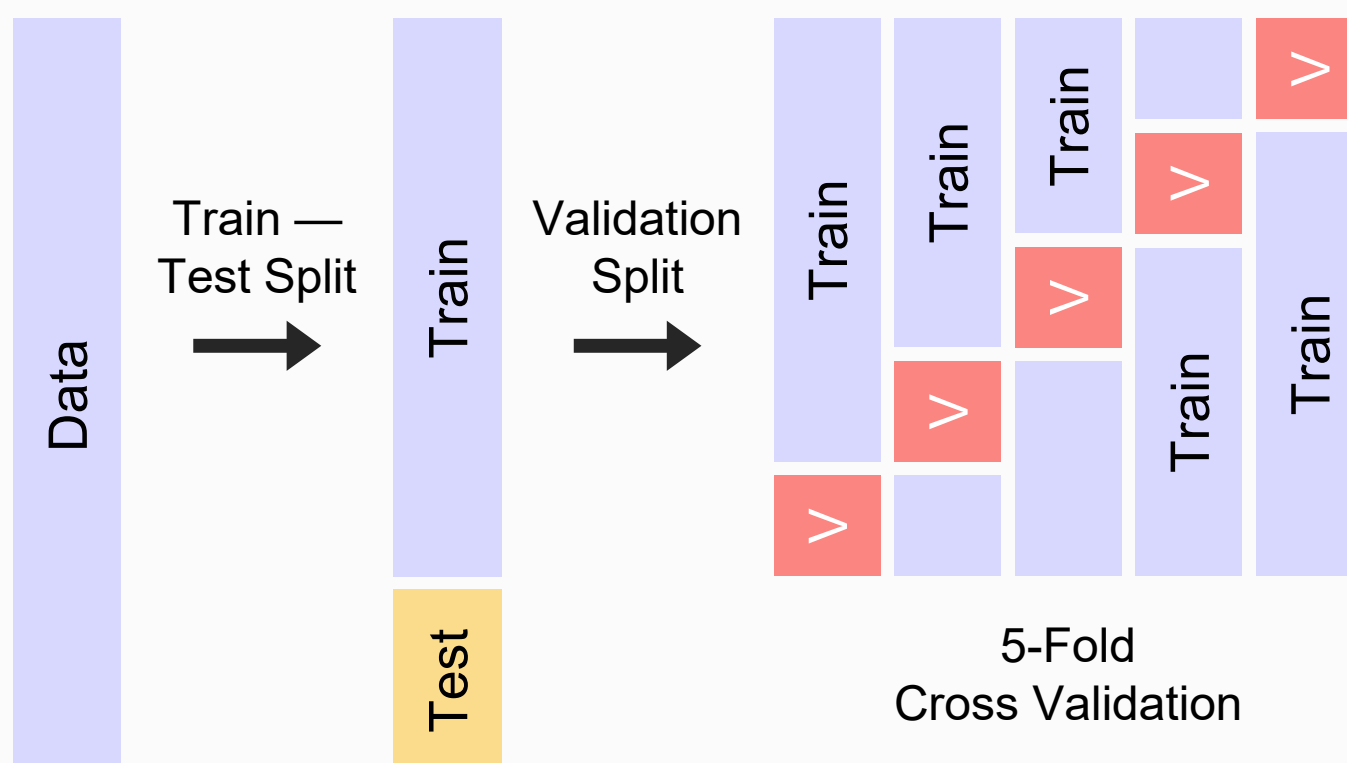 Data
Train —
Test Split
Train
Test
Validation
Split
Train
V
Train
V
Train
V
V
Train
V
Train
5-Fold
Cross Validation